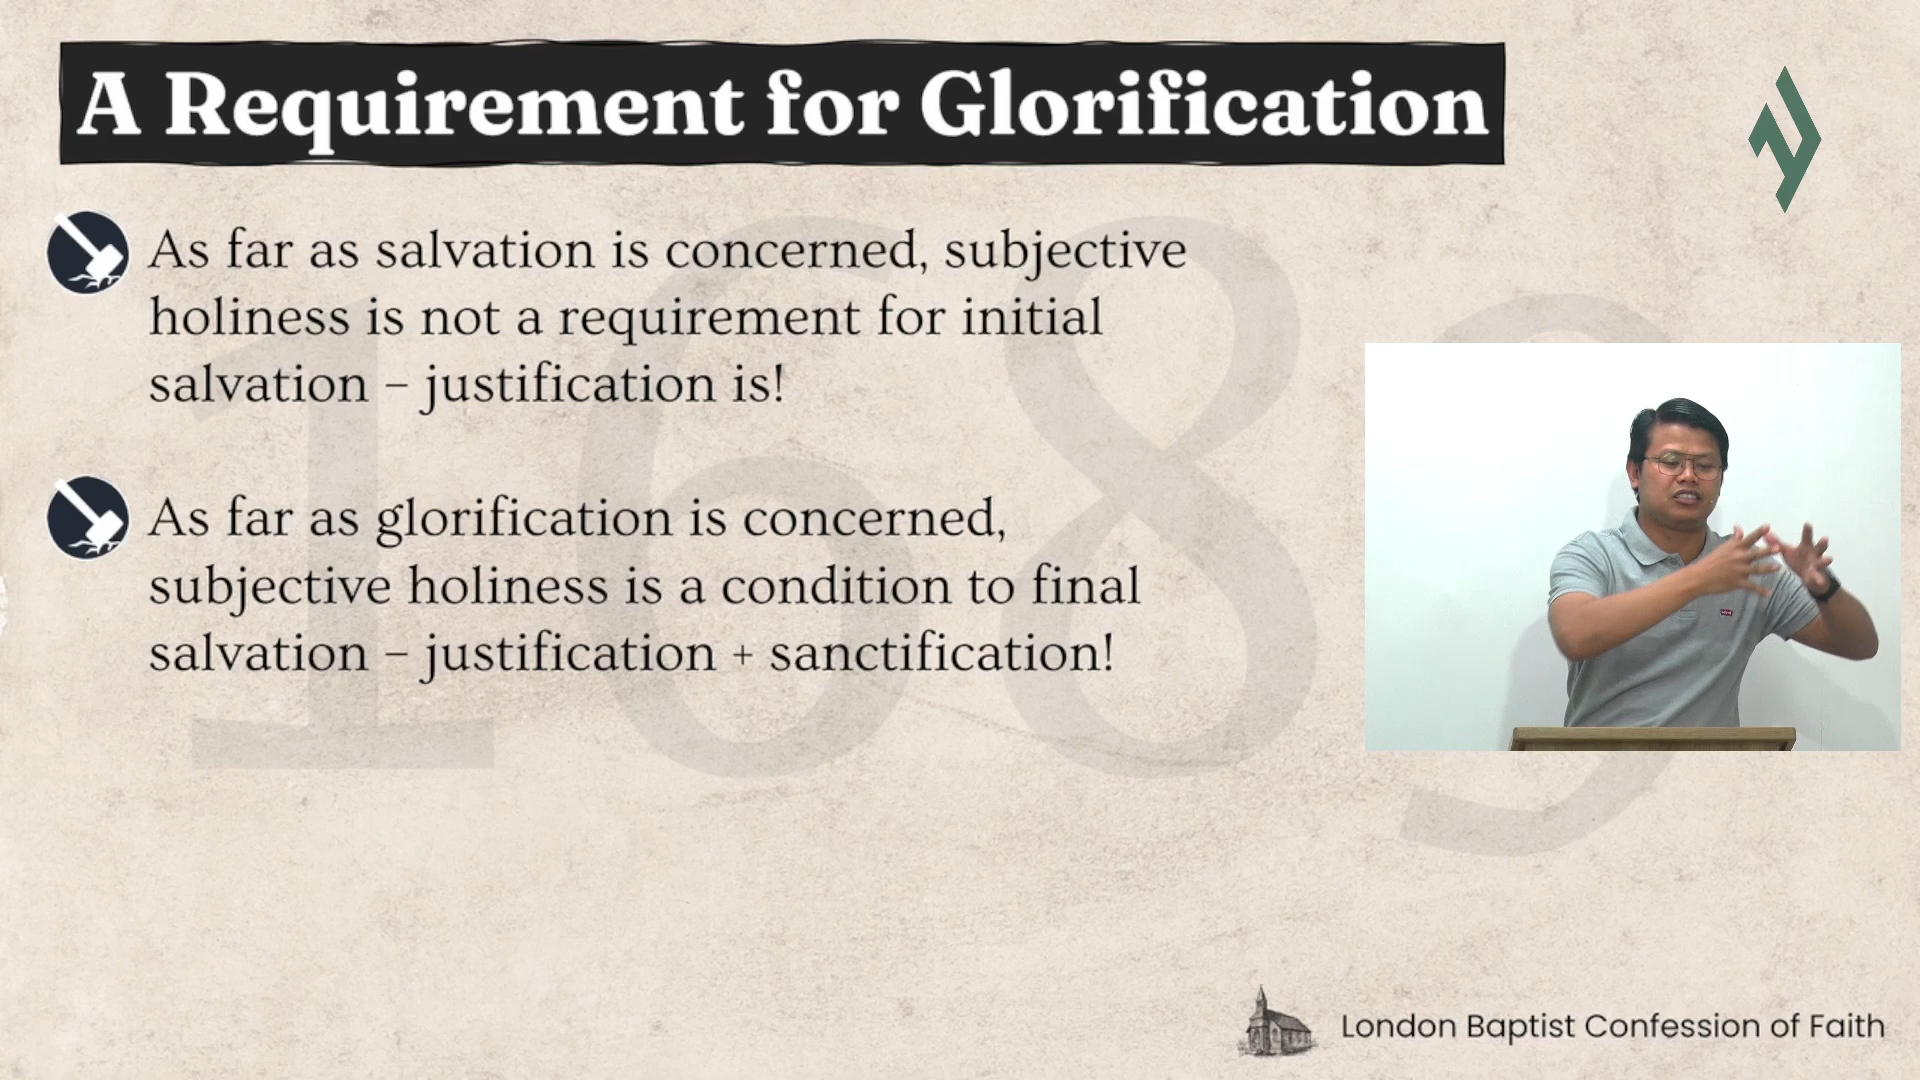 A Requirement for Glorification
As far as salvation is concerned, subjective
holiness is not a requirement for initial
salvation – justification is!
As far as glorification is concerned,
subjective holiness is a condition to final
salvation – justification + sanctification!
1689
London Baptist Confession of Faith